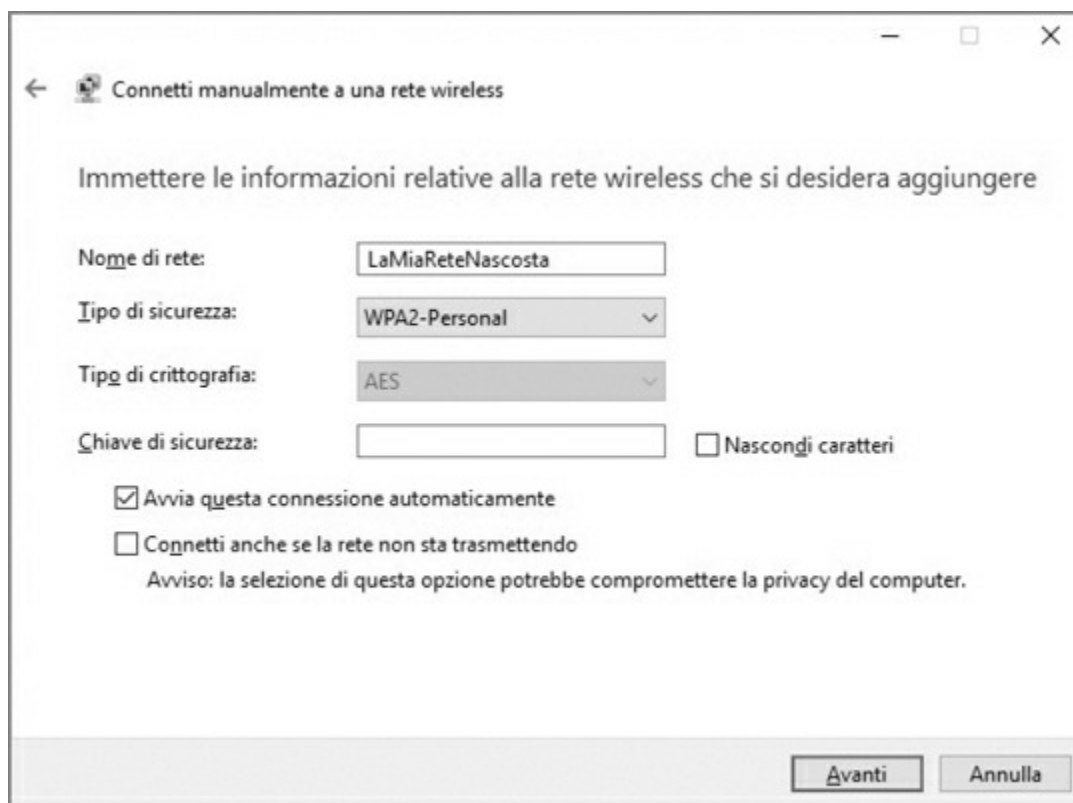 Connetti manualmente a una rete wireless
Immettere le informazioni relative alla rete wireless che si desidera aggiungere
Nome di rete: LaMiaReteNascosta
Tipo di sicurezza: WPA2-Personal
Tipo di crittografia: AES
Chiave di sicurezza: Nascondi caratteri
Avvia questa connessione automaticamente
Connetti anche se la rete non sta trasmettendo
Avviso: la selezione di questa opzione potrebbe compromettere la privacy del computer.
Avanti Annulla